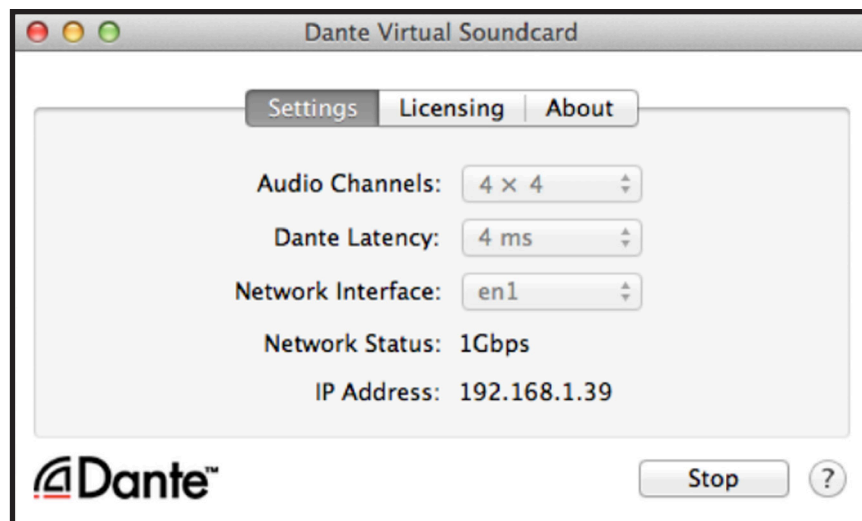 Dante Virtual Soundcard
Settings Licensing About
Audio Channels: 4 × 4
Dante Latency: 4 ms
Network Interface: en1
Network Status: 1Gbps
IP Address: 192.168.1.39
Dante™ Stop ?